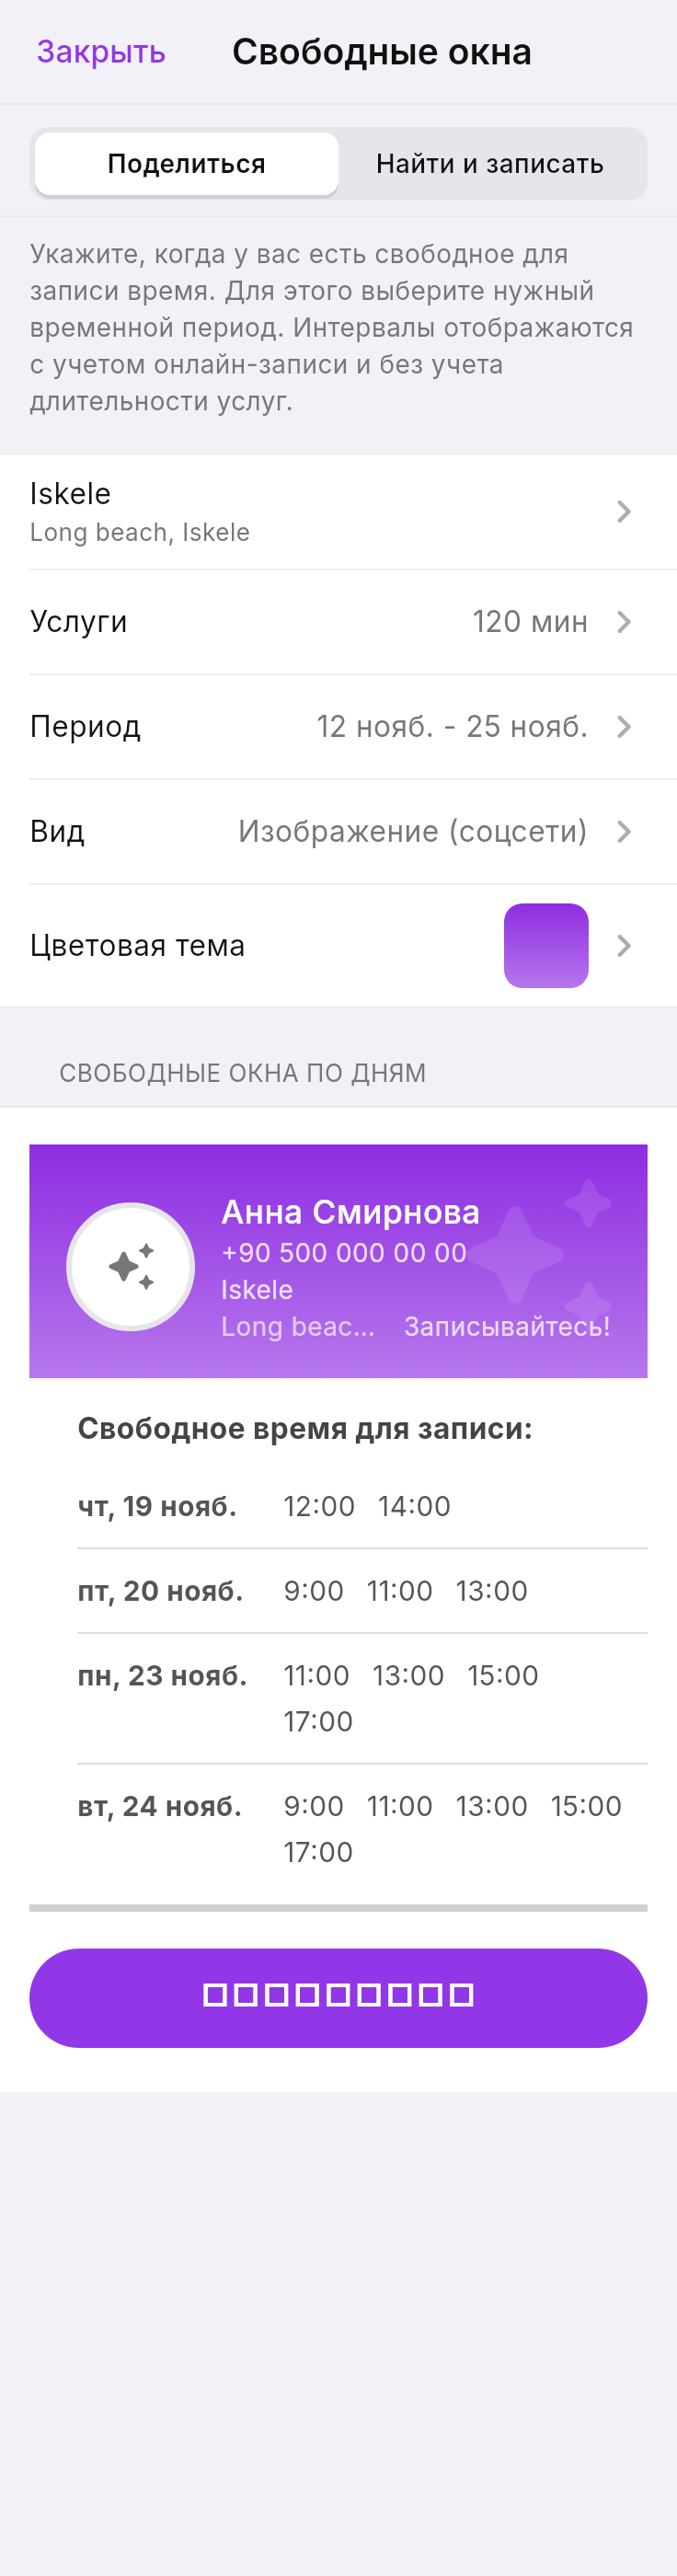 Закрыть
Свободные окна
Поделиться
Найти и записать
Укажите, когда у вас есть свободное для
записи время. Для этого выберите нужный
временной период. Интервалы отображаются
с учетом онлайн-записи и без учета
длительности услуг.
Iskele
Long beach, Iskele
Услуги 120 мин
Период 12 нояб. - 25 нояб.
Вид Изображение (соцсети)
Цветовая тема
СВОБОДНЫЕ ОКНА ПО ДНЯМ
Анна Смирнова
+90 500 000 00 00
Iskele
Long beac... Записывайтесь!
Свободное время для записи:
чт, 19 нояб. 12:00 14:00
пт, 20 нояб. 9:00 11:00 13:00
пн, 23 нояб. 11:00 13:00 15:00
17:00
вт, 24 нояб. 9:00 11:00 13:00 15:00
17:00